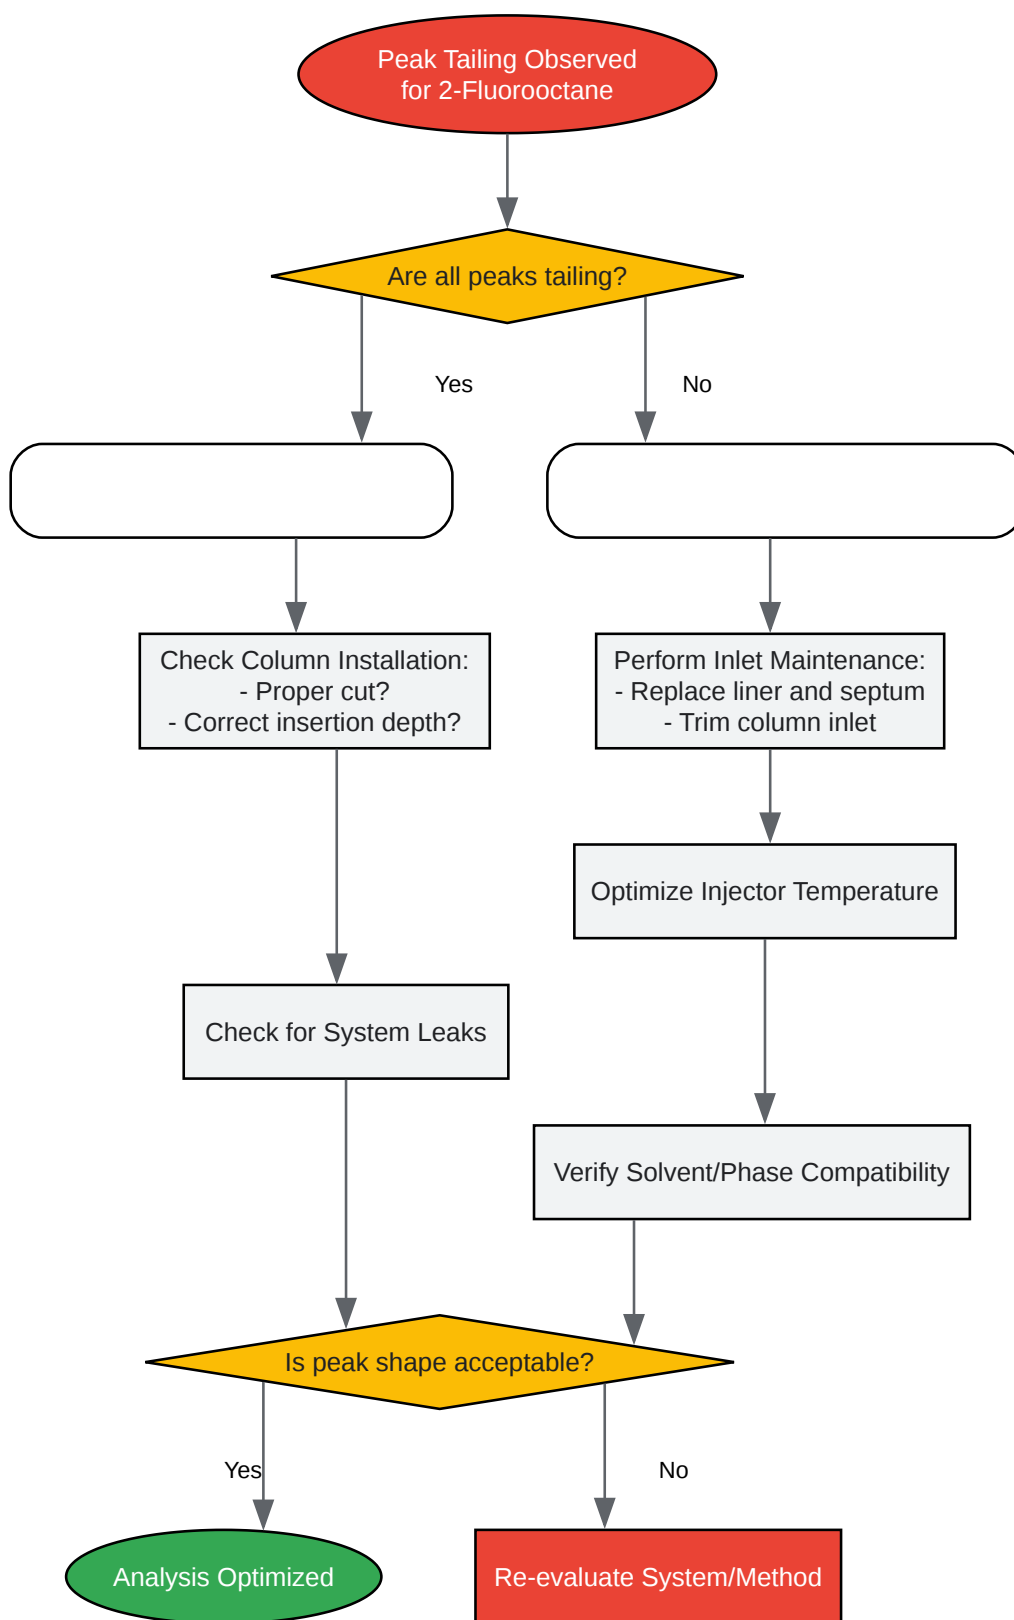 Peak Tailing Observed
for 2-Fluorooctane
Are all peaks tailing?
Yes
No
Check Column Installation:
- Proper cut?
- Correct insertion depth?
Perform Inlet Maintenance:
- Replace liner and septum
- Trim column inlet
Optimize Injector Temperature
Check for System Leaks
Verify Solvent/Phase Compatibility
Is peak shape acceptable?
Yes
No
Analysis Optimized
Re-evaluate System/Method